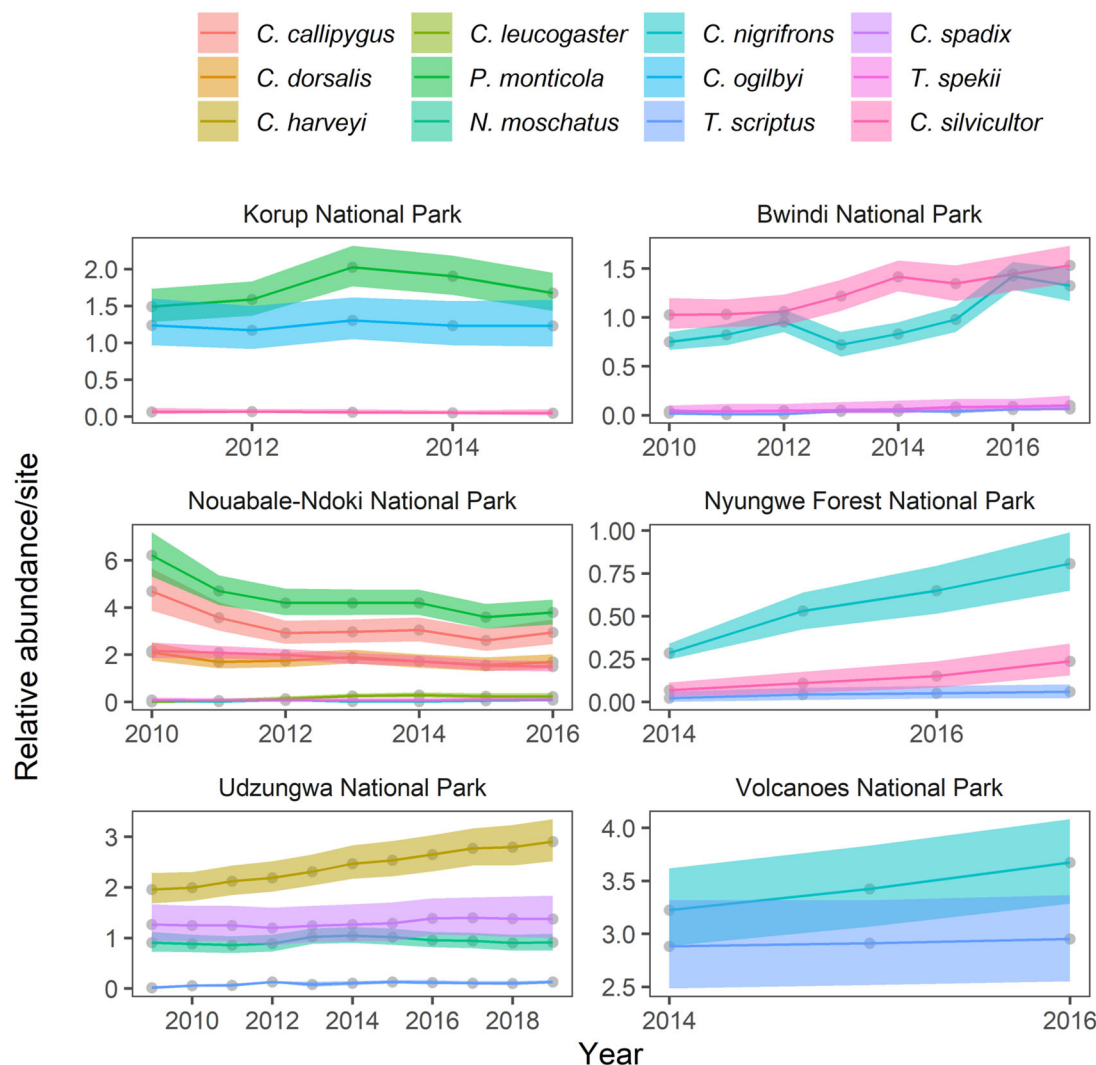 C. callipygus C. leucogaster C. nigrifrons C. spadix
C. dorsalis P. monticola C. ogilbyi T. spekii
C. harveyi N. moschatus T. scriptus C. silvicultor
Korup National Park Bwindi National Park
2.0
1.5
1.0
0.5
0.0
2012 2014
1.5
1.0
0.5
0.0
2010 2012 2014 2016
Nouabale-Ndoki National Park Nyungwe Forest National Park
6
4
2
0
2010 2012 2014 2016
1.00
0.75
0.50
0.25
0.00
2014 2016
Udzungwa National Park Volcanoes National Park
3
2
1
0
2010 2012 2014 2016 2018
4.0
3.5
3.0
2.5
2014 2016
Relative abundance/site
Year